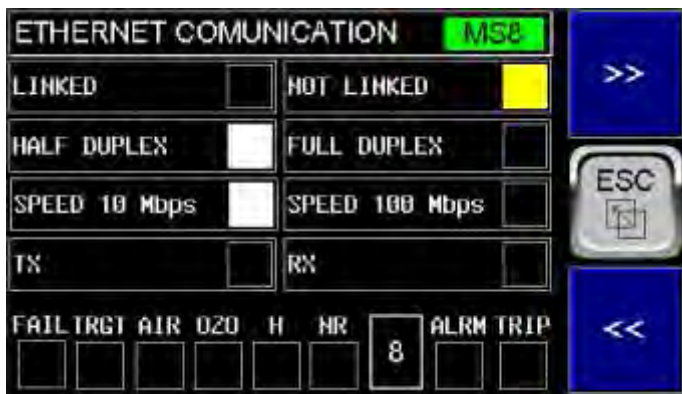 ETHERNET COMUNICATION MS8
>>
LINKED NOT LINKED
HALF DUPLEX FULL DUPLEX
ESC
SPEED 10 Mbps SPEED 100 Mbps
TX RX
FAIL TRGT AIR OZO H NR 8 ALRM TRIP
<<